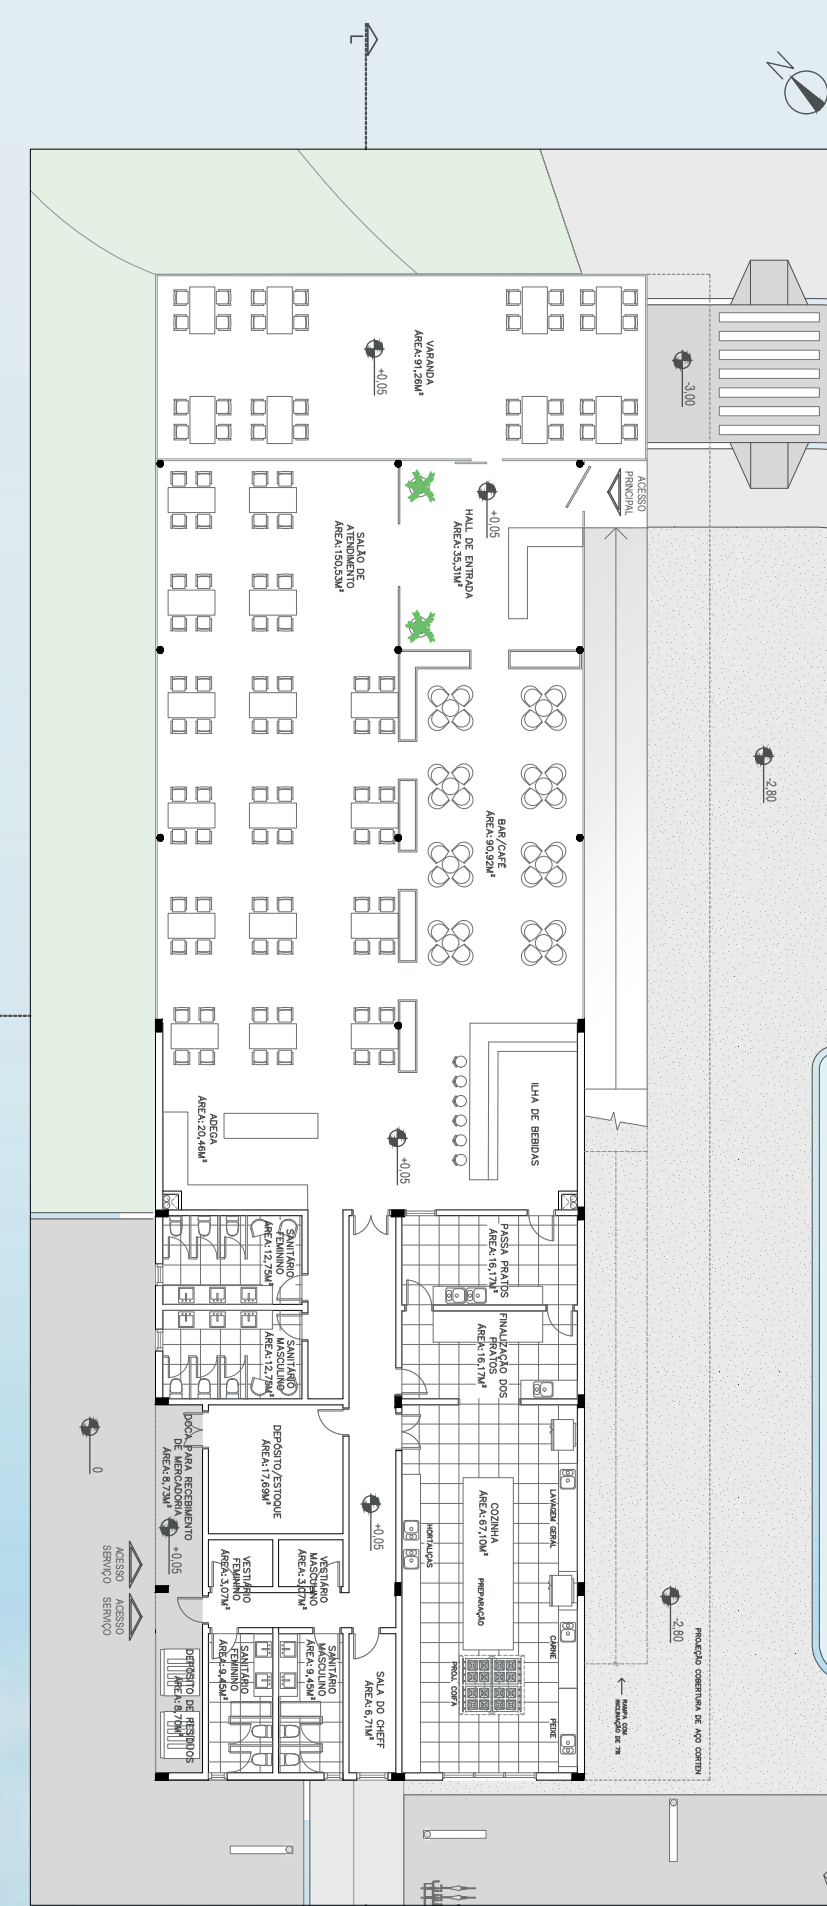 L
N
VARANDA
ÁREA:91,26M²
+0,05
-3,00
ACESSO
PRINCIPAL
+0,05
HALL DE ENTRADA
ÁREA:35,31M²
SALÃO DE
ATENDIMENTO
ÁREA:150,53M²
-2,80
BAR/CAFÉ
ÁREA:90,92M²
ILHA DE BEBIDAS
ADEGA
ÁREA:20,46M²
+0,05
SANITÁRIO
FEMININO
ÁREA:12,75M²
PASSA PRATOS
ÁREA:16,17M²
SANITÁRIO
MASCULINO
ÁREA:12,75M²
FINALIZAÇÃO DOS
PRATOS
ÁREA:16,17M²
DOCA PARA RECEBIMENTO
DE MERCADORIA
ÁREA:8,73M²
DEPÓSITO/ESTOQUE
ÁREA:17,69M²
0
+0,05
+0,05
COZINHA
ÁREA:67,10M²
LAVAGEM GERAL
HORTALIÇAS
PREPARAÇÃO
ACESSO
SERVIÇO
ACESSO
SERVIÇO
VESTIÁRIO
FEMININO
ÁREA:3,07M²
VESTIÁRIO
MASCULINO
ÁREA:3,07M²
SANITÁRIO
FEMININO
ÁREA:9,45M²
SANITÁRIO
MASCULINO
ÁREA:9,45M²
DEPÓSITO DE RESÍDUOS
ÁREA:8,70M²
SALA DO CHEFF
ÁREA:6,71M²
PROJ. COIFA
CARNE
PEIXE
-2,80
RAMPA COM
INCLINAÇÃO DE 7%
PROJEÇÃO COBERTURA DE AÇO CORTEN